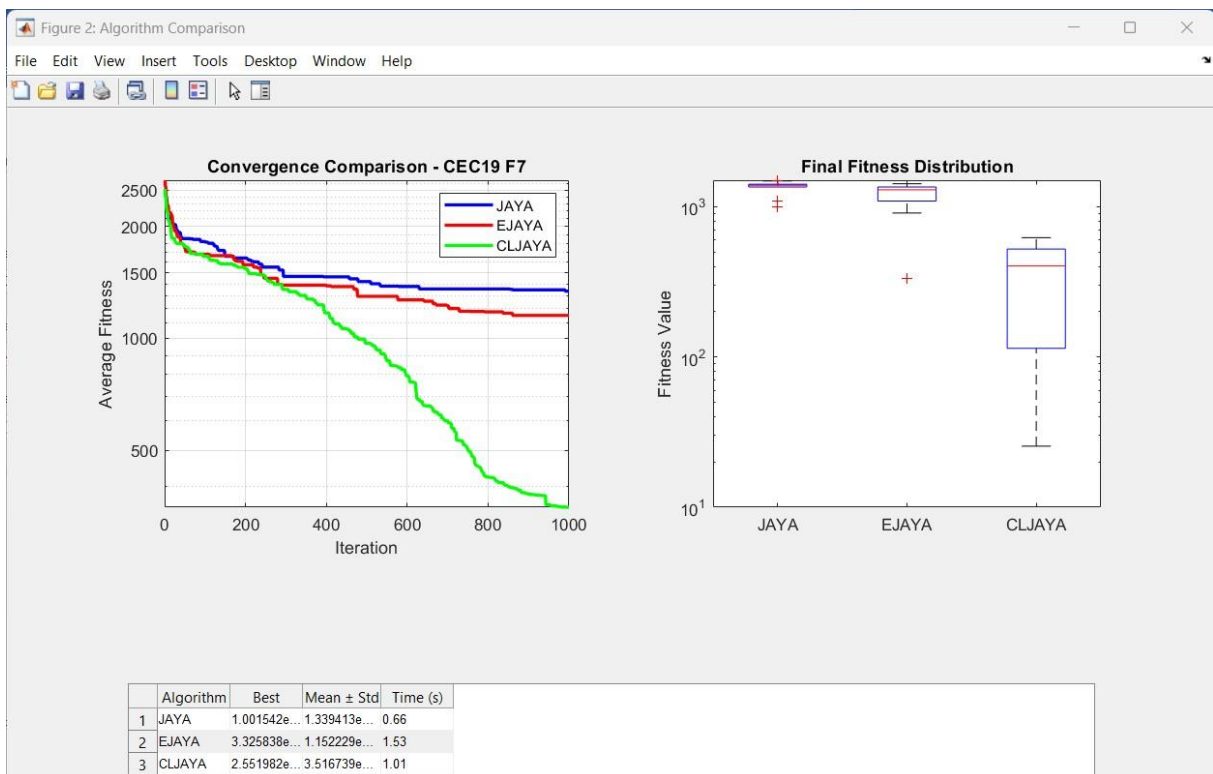 Figure 2: Algorithm Comparison
File Edit View Insert Tools Desktop Window Help
Convergence Comparison - CEC19 F7
2500
2000
1500
1000
500
Average Fitness
0 200 400 600 800 1000
Iteration
JAYA
EJAYA
CLJAYA
Final Fitness Distribution
10^3
10^2
10^1
Fitness Value
JAYA EJAYA CLJAYA
Algorithm Best Mean ± Std Time (s)
1 JAYA 1.001542e... 1.339413e... 0.66
2 EJAYA 3.325838e... 1.152229e... 1.53
3 CLJAYA 2.551982e... 3.516739e... 1.01